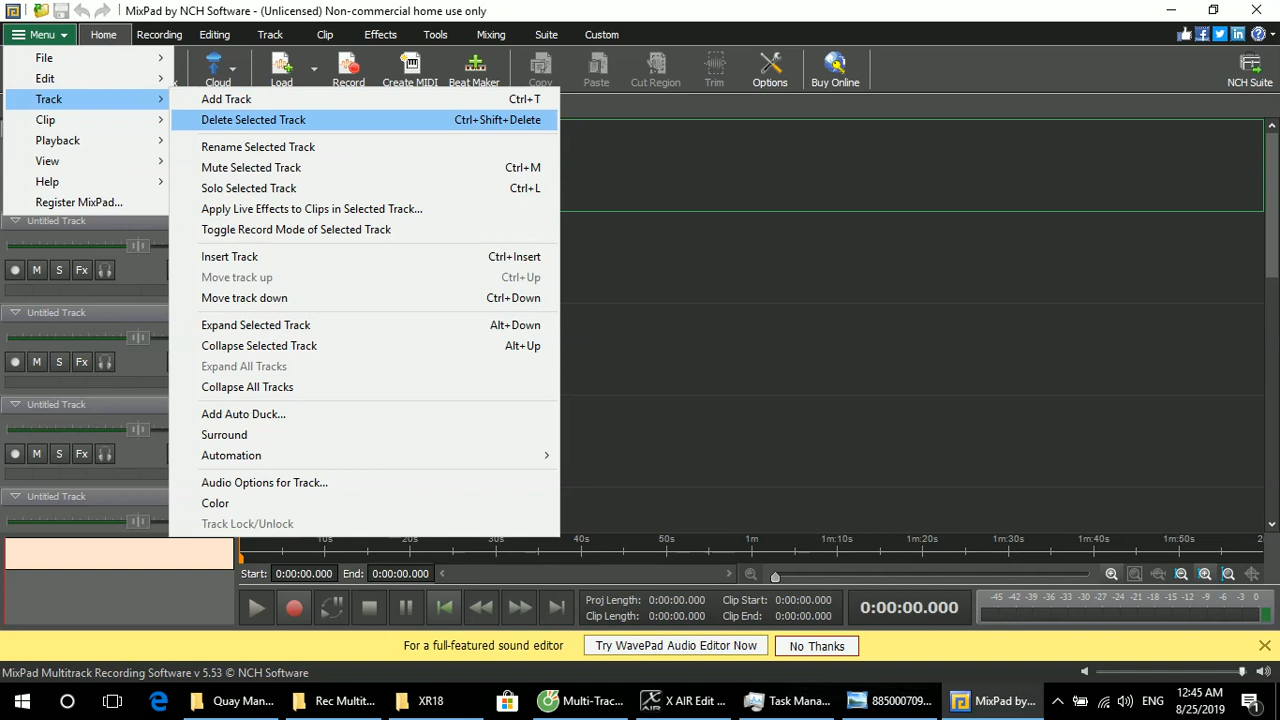 MixPad by NCH Software - (Unlicensed) Non-commercial home use only
Menu Home Recording Editing Track Clip Effects Tools Mixing Suite Custom
Cloud Load Record Create MIDI Beat Maker Copy Paste Cut Region Trim Options Buy Online NCH Suite
File
Edit
Track
Clip
Playback
View
Help
Register MixPad...
Add Track Ctrl+T
Delete Selected Track Ctrl+Shift+Delete
Rename Selected Track
Mute Selected Track Ctrl+M
Solo Selected Track Ctrl+L
Apply Live Effects to Clips in Selected Track...
Toggle Record Mode of Selected Track
Insert Track Ctrl+Insert
Move track up Ctrl+Up
Move track down Ctrl+Down
Expand Selected Track Alt+Down
Collapse Selected Track Alt+Up
Expand All Tracks
Collapse All Tracks
Add Auto Duck...
Surround
Automation
Audio Options for Track...
Color
Track Lock/Unlock
Untitled Track
M S Fx
Untitled Track
M S Fx
Untitled Track
M S Fx
Untitled Track
10s 20s 30s 40s 50s 1m 1m:10s 1m:20s 1m:30s 1m:40s 1m:50s 2
Start: 0:00:00.000 End: 0:00:00.000
Proj Length: 0:00:00.000 Clip Start: 0:00:00.000
Clip Length: 0:00:00.000 Clip End: 0:00:00.000
0:00:00.000
-45 -42 -39 -36 -33 -30 -27 -24 -21 -18 -15 -12 -9 -6 -3 0
For a full-featured sound editor Try WavePad Audio Editor Now No Thanks
MixPad Multitrack Recording Software v 5.53 © NCH Software
Quay Man... Rec Multitr... XR18 Multi-Trac... X AIR Edit ... Task Mana... 885000709... MixPad by... ENG 12:45 AM
8/25/2019